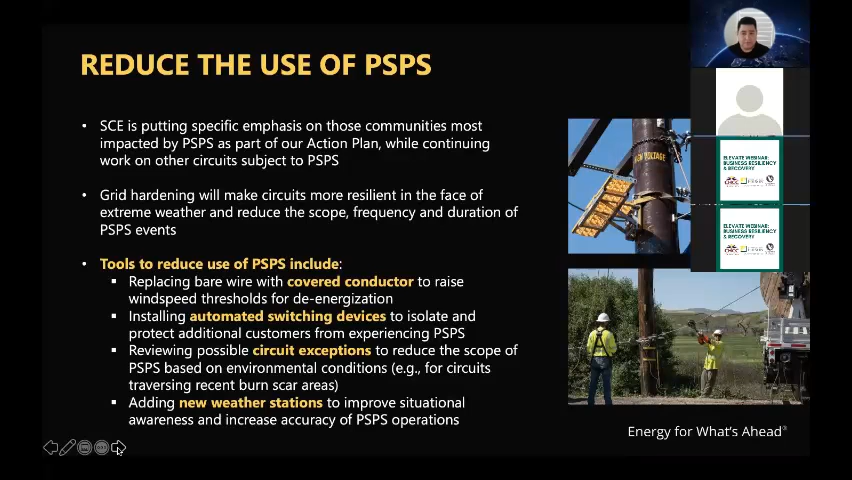 REDUCE THE USE OF PSPS
• SCE is putting specific emphasis on those communities most
impacted by PSPS as part of our Action Plan, while continuing
work on other circuits subject to PSPS
• Grid hardening will make circuits more resilient in the face of
extreme weather and reduce the scope, frequency and duration of
PSPS events
• Tools to reduce use of PSPS include:
▪ Replacing bare wire with covered conductor to raise
windspeed thresholds for de-energization
▪ Installing automated switching devices to isolate and
protect additional customers from experiencing PSPS
▪ Reviewing possible circuit exceptions to reduce the scope of
PSPS based on environmental conditions (e.g., for circuits
traversing recent burn scar areas)
▪ Adding new weather stations to improve situational
awareness and increase accuracy of PSPS operations
HIGH VOLTAGE
ELEVATE WEBINAR:
BUSINESS RESILIENCY
& RECOVERY
ELEVATE WEBINAR:
BUSINESS RESILIENCY
& RECOVERY
Energy for What's Ahead®